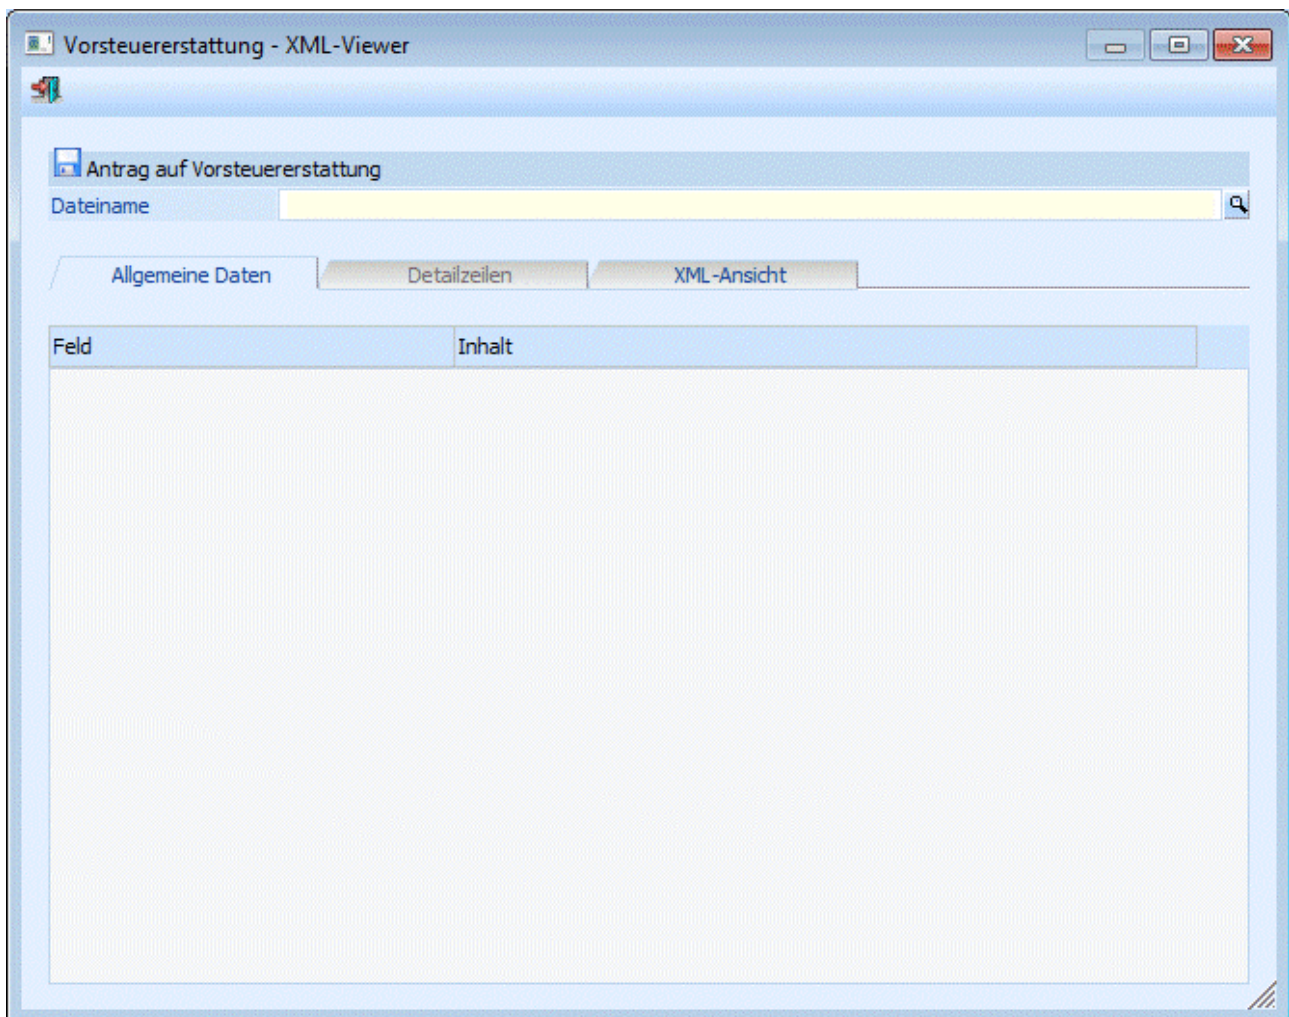 Vorsteuererstattung - XML-Viewer
Antrag auf Vorsteuererstattung
Dateiname
Allgemeine Daten Detailzeilen XML-Ansicht
Feld Inhalt